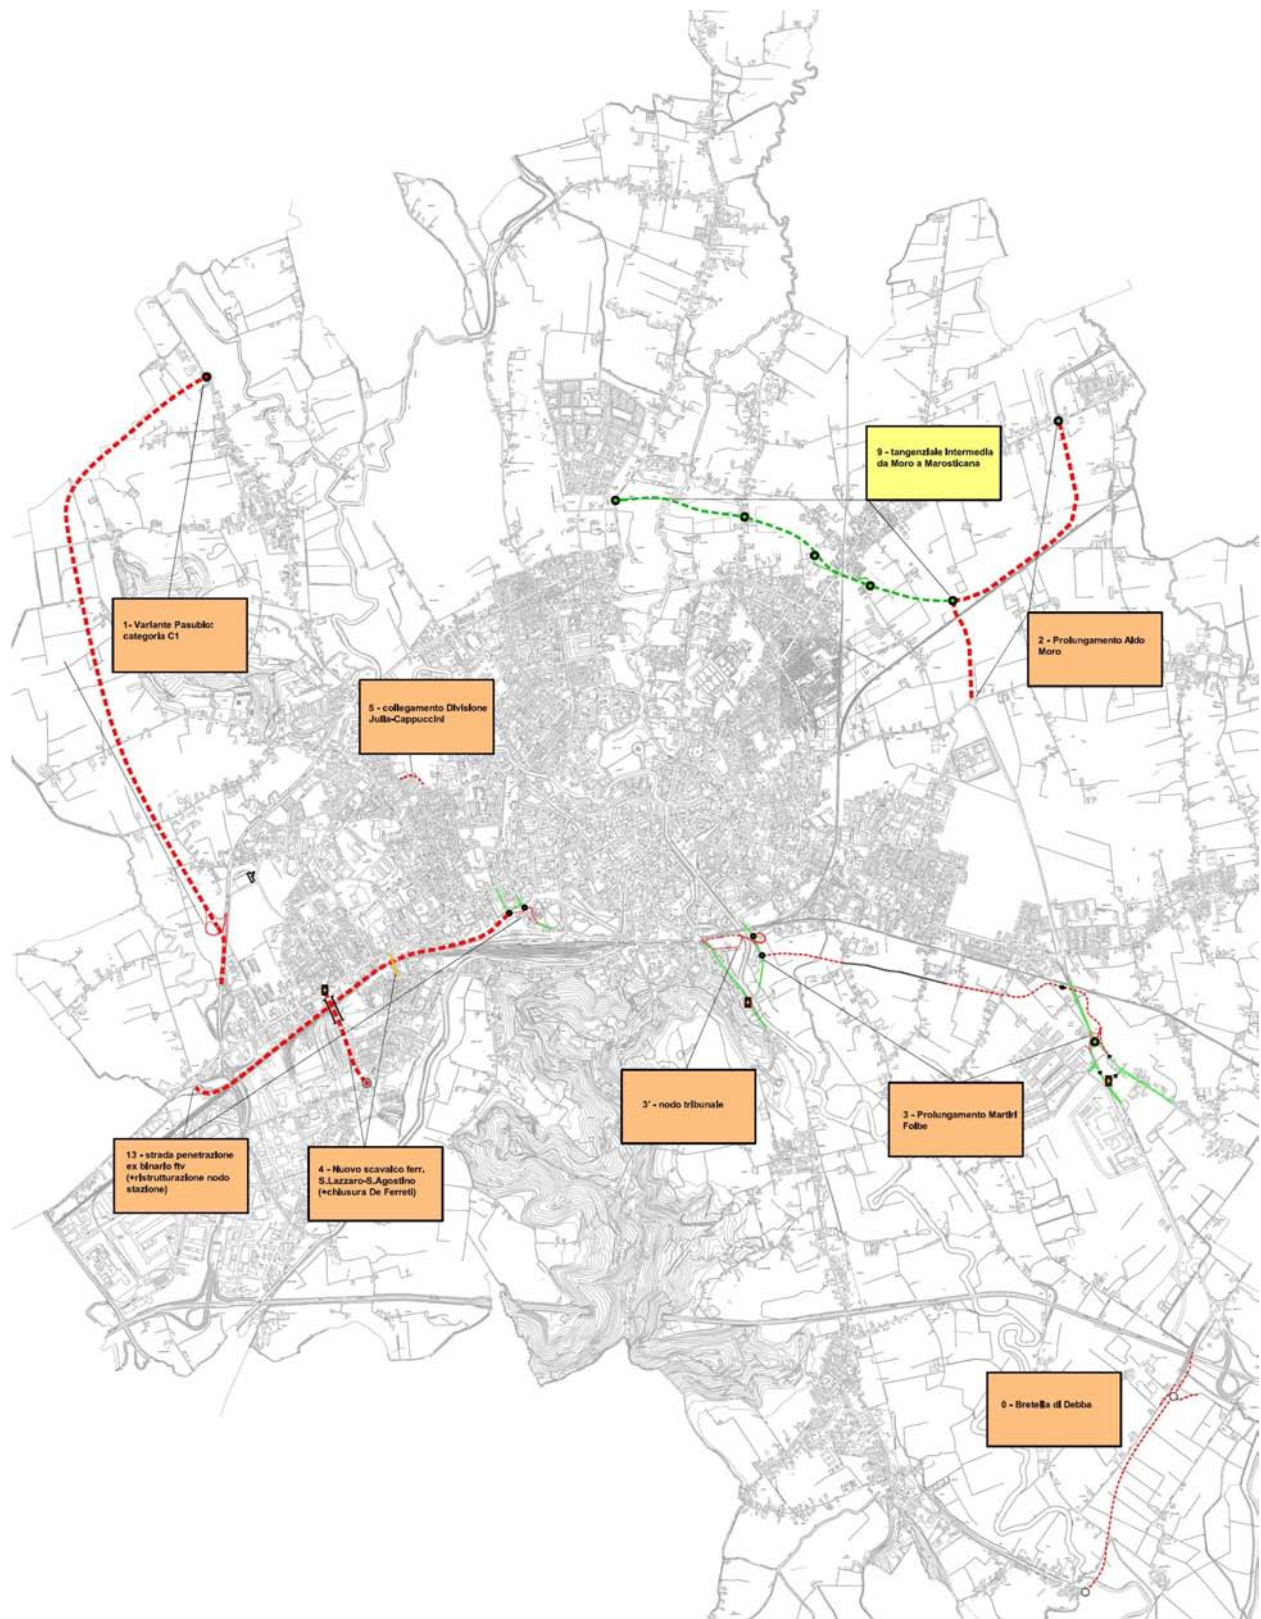 9 - tangenziale Intermedia
da Moro a Marosticana
1- Variante Pasubio:
categoria C1
2 - Prolungamento Aldo
Moro
5 - collegamento Divisione
Julia-Cappuccini
3' - nodo tribunale
3 - Prolungamento Martiri
Foibe
13 - strada penetrazione
ex binario ftv
(+ristrutturazione nodo
stazione)
4 - Nuovo scavalco ferr.
S.Lazzaro-S.Agostino
(+chiusura De Ferreti)
0 - Bretella di Debba